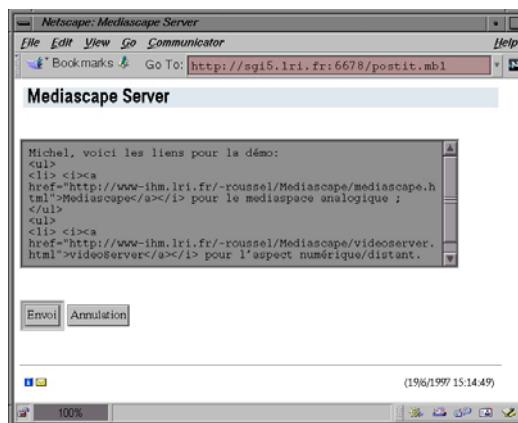 Netscape: Mediascape Server
File Edit View Go Communicator Help
Bookmarks Go To: http://sgi5.lri.fr:6678/postit.mb1
Mediascape Server
Michel, voici les liens pour la démo:
<ul>
<li> <i><a
href="http://www-ihm.lri.fr/~roussel/Mediascape/mediascape.h
tml">Mediascape</a></i> pour le mediaspace analogique ;
</ul>
<ul>
<li> <i><a
href="http://www-ihm.lri.fr/~roussel/Mediascape/videoserver.
html">videoServer</a></i> pour l'aspect numérique/distant.
Envoi Annulation
(19/6/1997 15:14:49)
100%